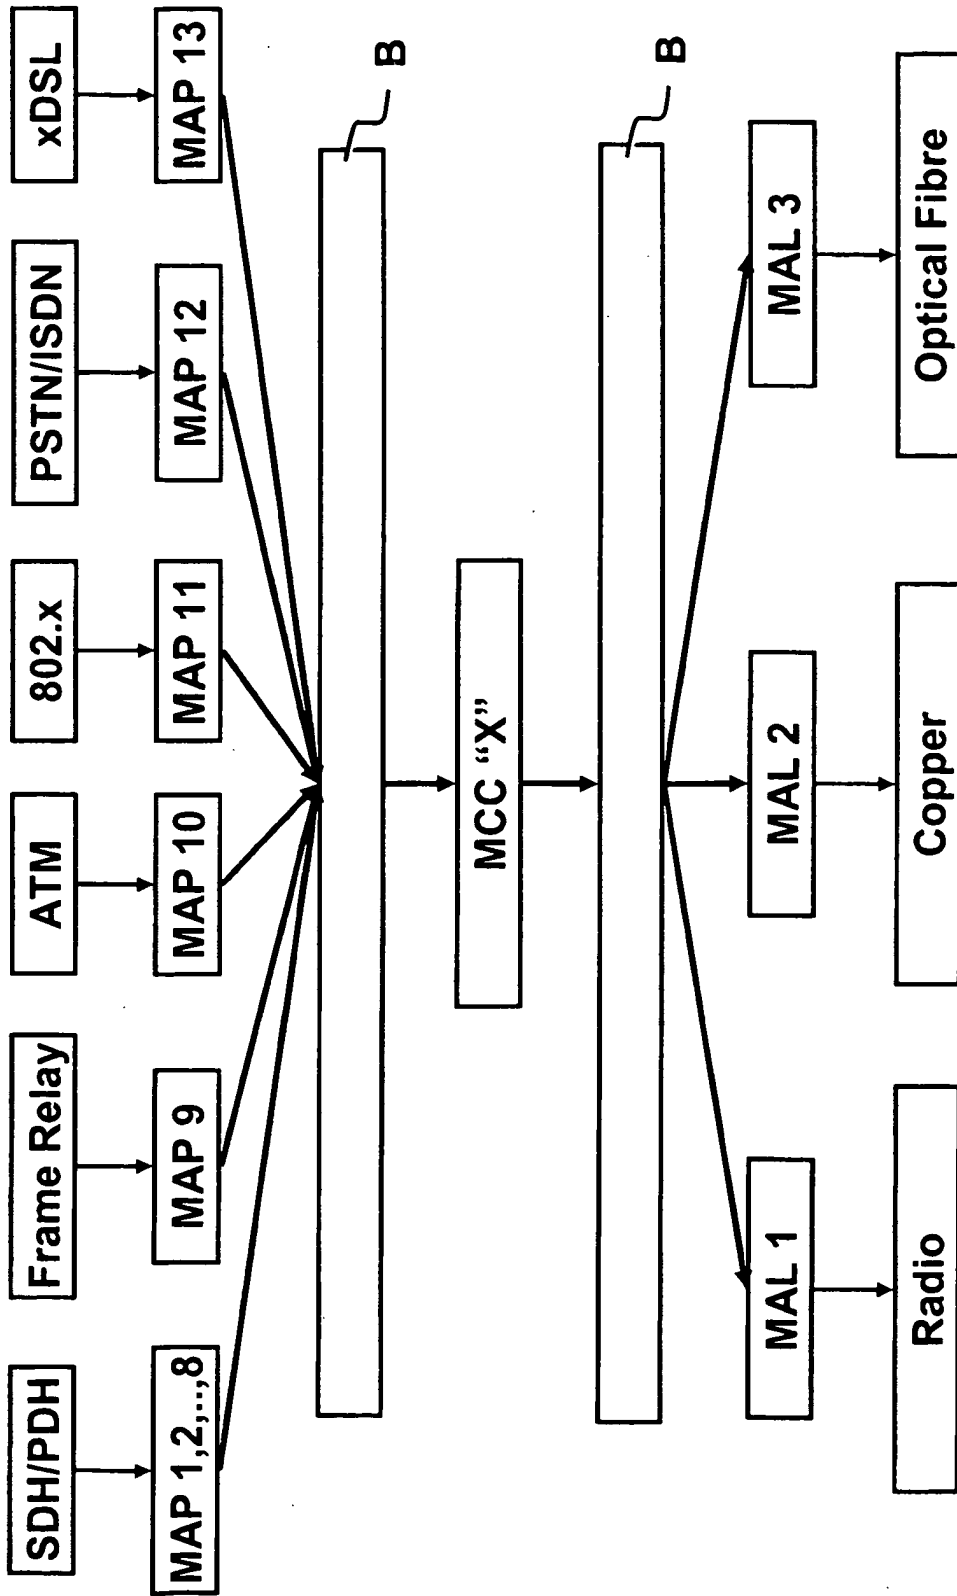 SDH/PDH
Frame Relay
ATM
802.x
PSTN/ISDN
xDSL
MAP 1,2,..,8
MAP 9
MAP 10
MAP 11
MAP 12
MAP 13
B
MCC “X”
B
MAL 1
MAL 2
MAL 3
Radio
Copper
Optical Fibre